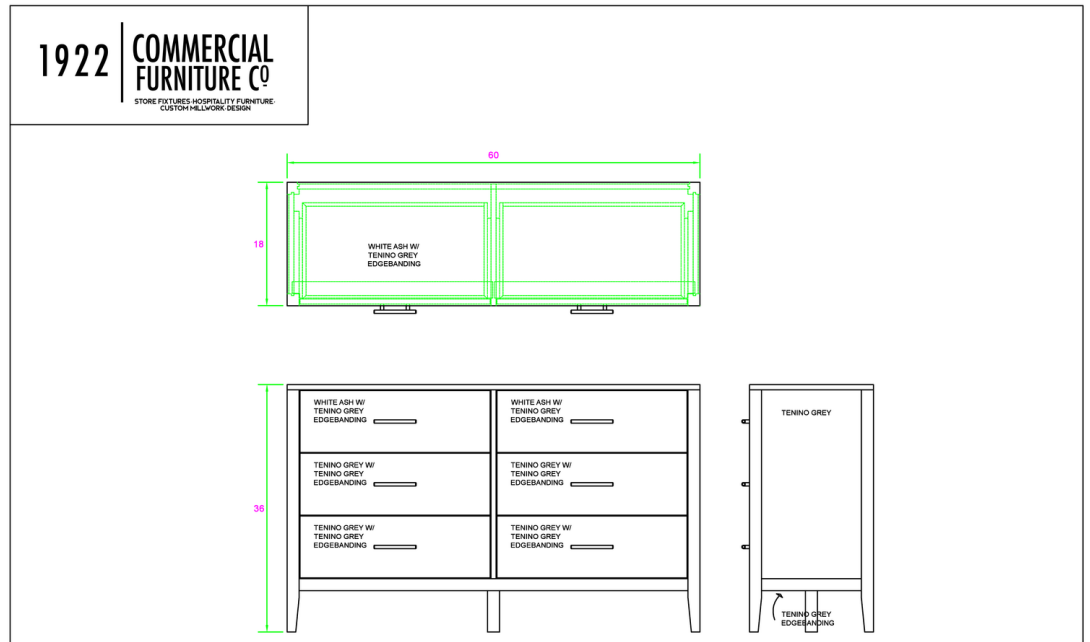 1922
COMMERCIAL
FURNITURE Cº
STORE FIXTURES·HOSPITALITY FURNITURE·
CUSTOM MILLWORK·DESIGN
60
18
WHITE ASH W/
TENINO GREY
EDGEBANDING
36
WHITE ASH W/
TENINO GREY
EDGEBANDING
WHITE ASH W/
TENINO GREY
EDGEBANDING
TENINO GREY
TENINO GREY W/
TENINO GREY
EDGEBANDING
TENINO GREY W/
TENINO GREY
EDGEBANDING
TENINO GREY W/
TENINO GREY
EDGEBANDING
TENINO GREY W/
TENINO GREY
EDGEBANDING
TENINO GREY
EDGEBANDING